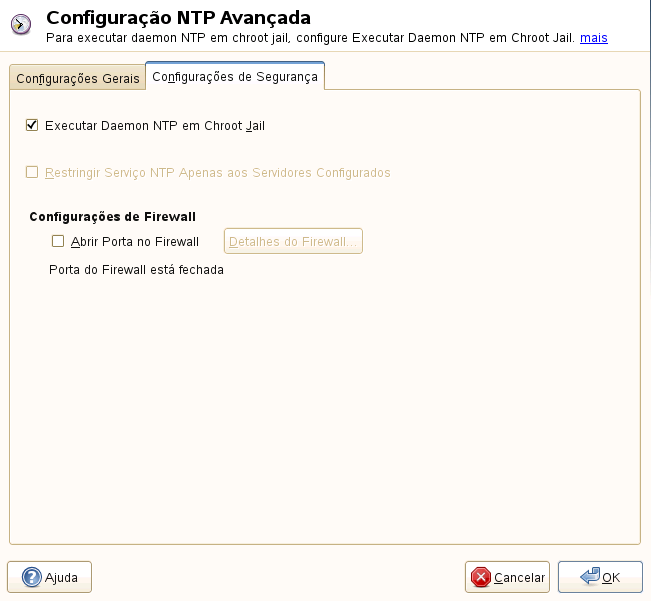 Configuração NTP Avançada
Para executar daemon NTP em chroot jail, configure Executar Daemon NTP em Chroot Jail. mais
Configurações Gerais
Configurações de Segurança
Executar Daemon NTP em Chroot Jail
Restringir Serviço NTP Apenas aos Servidores Configurados
Configurações de Firewall
Abrir Porta no Firewall
Detalhes do Firewall...
Porta do Firewall está fechada
Ajuda
Cancelar
OK